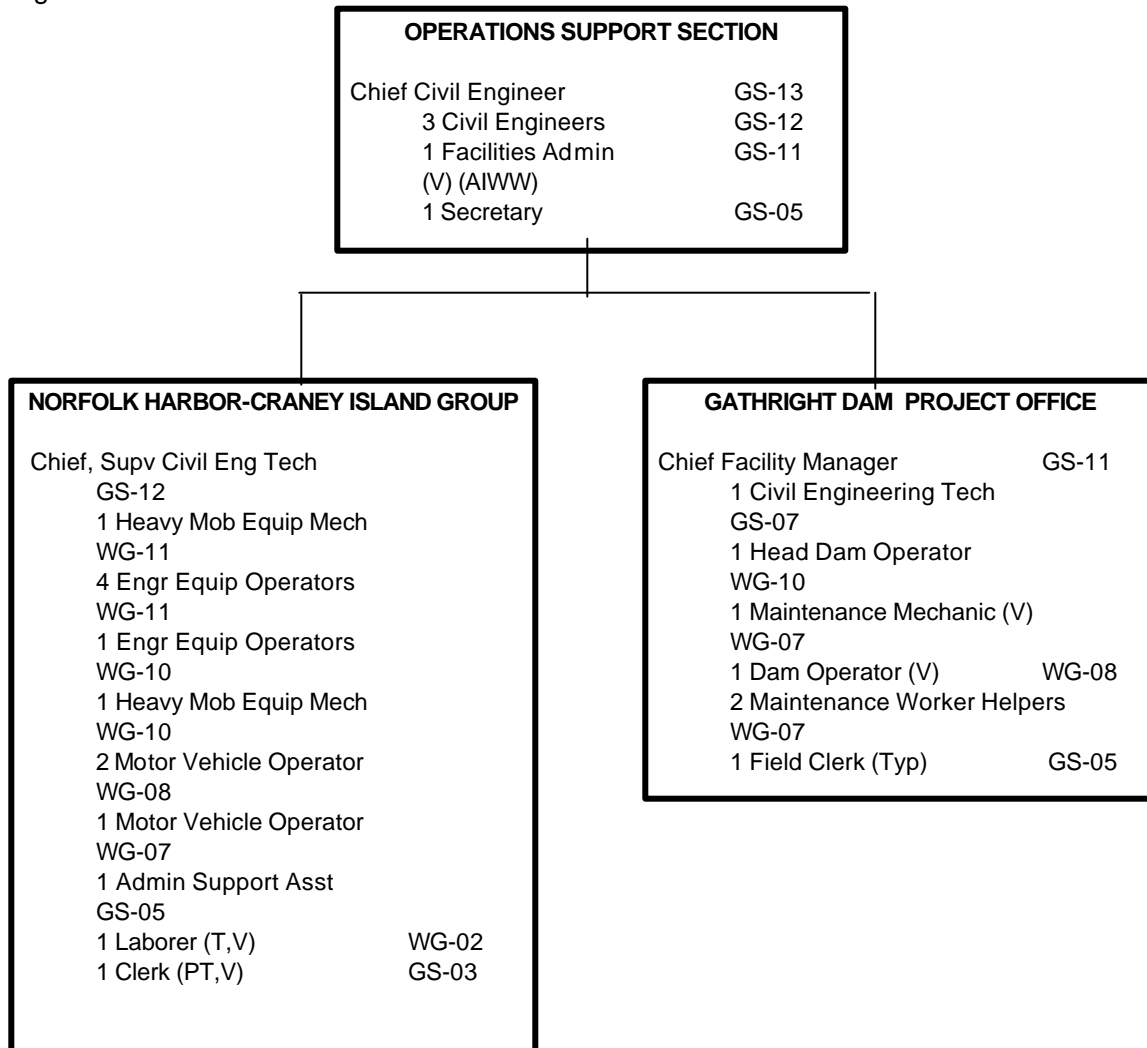 OPERATIONS SUPPORT SECTION
Chief Civil Engineer GS-13
3 Civil Engineers GS-12
1 Facilities Admin GS-11
(V) (AIWW)
1 Secretary GS-05
NORFOLK HARBOR-CRANEY ISLAND GROUP
Chief, Supv Civil Eng Tech
GS-12
1 Heavy Mob Equip Mech
WG-11
4 Engr Equip Operators
WG-11
1 Engr Equip Operators
WG-10
1 Heavy Mob Equip Mech
WG-10
2 Motor Vehicle Operator
WG-08
1 Motor Vehicle Operator
WG-07
1 Admin Support Asst
GS-05
1 Laborer (T,V) WG-02
1 Clerk (PT,V) GS-03
GATHRIGHT DAM PROJECT OFFICE
Chief Facility Manager GS-11
1 Civil Engineering Tech
GS-07
1 Head Dam Operator
WG-10
1 Maintenance Mechanic (V)
WG-07
1 Dam Operator (V) WG-08
2 Maintenance Worker Helpers
WG-07
1 Field Clerk (Typ) GS-05